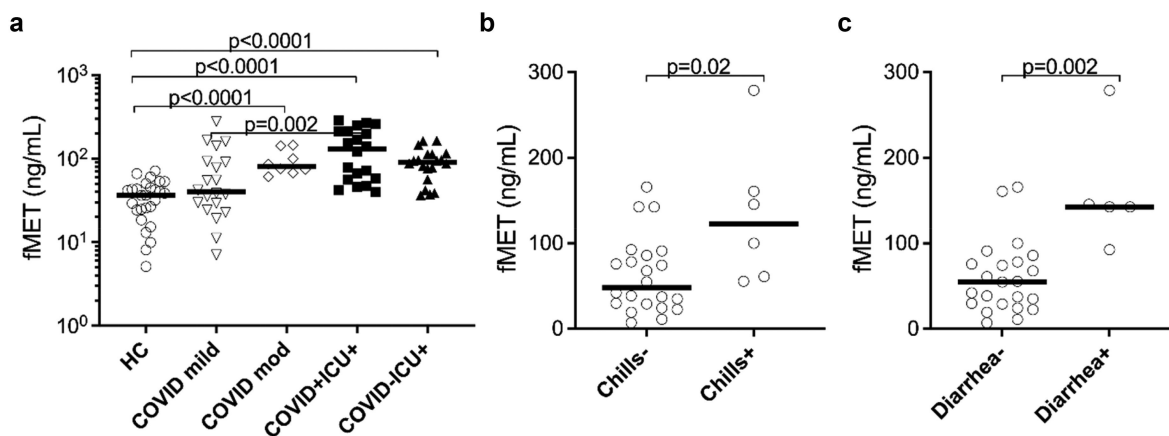 a
p<0.0001
p<0.0001
p<0.0001
p=0.002
10³
10²
10¹
10⁰
fMET (ng/mL)
HC
COVID mild
COVID mod
COVID+ICU+
COVID-ICU+
b
p=0.02
300
200
100
0
fMET (ng/mL)
Chills-
Chills+
c
p=0.002
300
200
100
0
fMET (ng/mL)
Diarrhea-
Diarrhea+